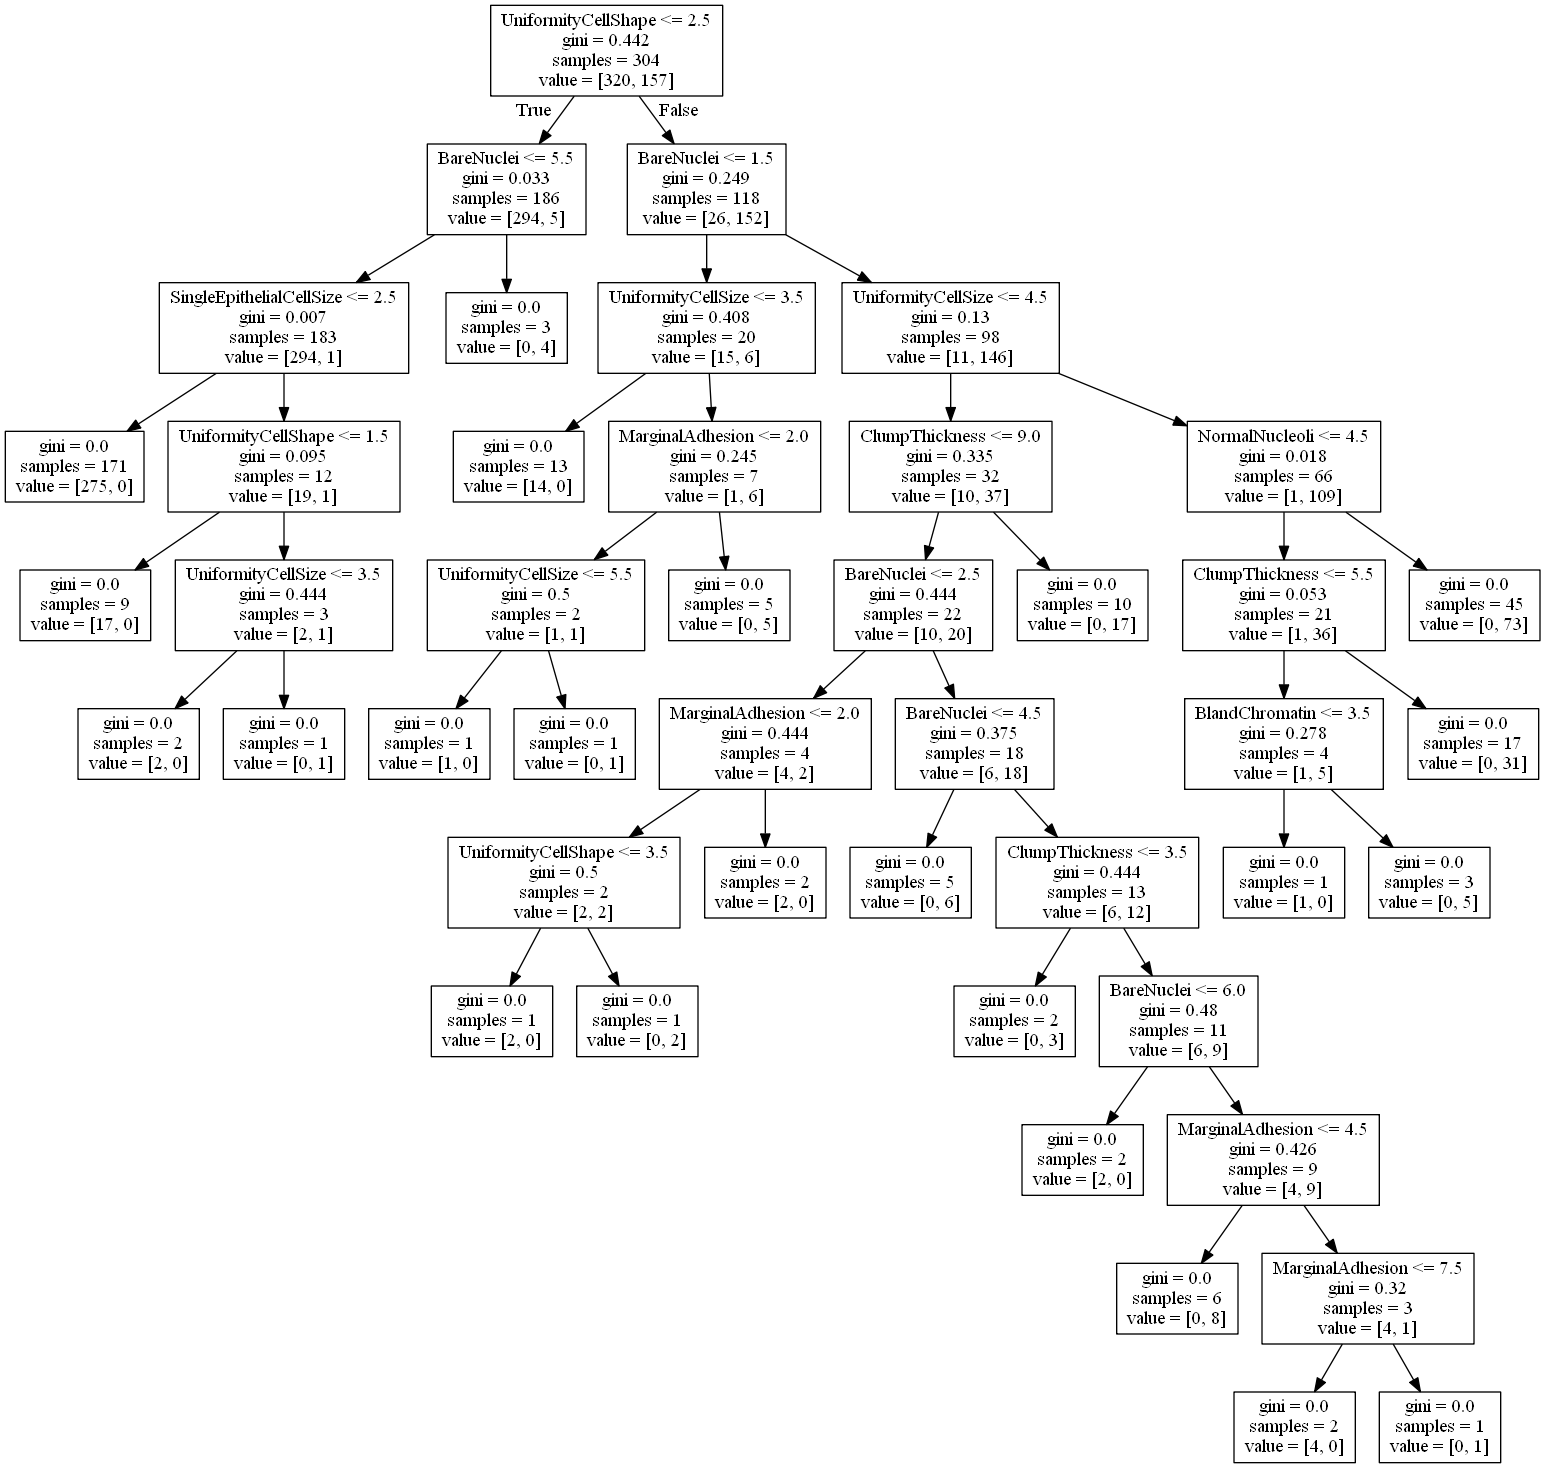 UniformityCellShape <= 2.5
gini = 0.442
samples = 304
value = [320, 157]
True
False
BareNuclei <= 5.5
gini = 0.033
samples = 186
value = [294, 5]
BareNuclei <= 1.5
gini = 0.249
samples = 118
value = [26, 152]
SingleEpithelialCellSize <= 2.5
gini = 0.007
samples = 183
value = [294, 1]
gini = 0.0
samples = 3
value = [0, 4]
UniformityCellSize <= 3.5
gini = 0.408
samples = 20
value = [15, 6]
UniformityCellSize <= 4.5
gini = 0.13
samples = 98
value = [11, 146]
gini = 0.0
samples = 171
value = [275, 0]
UniformityCellShape <= 1.5
gini = 0.095
samples = 12
value = [19, 1]
gini = 0.0
samples = 13
value = [14, 0]
MarginalAdhesion <= 2.0
gini = 0.245
samples = 7
value = [1, 6]
ClumpThickness <= 9.0
gini = 0.335
samples = 32
value = [10, 37]
NormalNucleoli <= 4.5
gini = 0.018
samples = 66
value = [1, 109]
gini = 0.0
samples = 9
value = [17, 0]
UniformityCellSize <= 3.5
gini = 0.444
samples = 3
value = [2, 1]
UniformityCellSize <= 5.5
gini = 0.5
samples = 2
value = [1, 1]
gini = 0.0
samples = 5
value = [0, 5]
BareNuclei <= 2.5
gini = 0.444
samples = 22
value = [10, 20]
gini = 0.0
samples = 10
value = [0, 17]
ClumpThickness <= 5.5
gini = 0.053
samples = 21
value = [1, 36]
gini = 0.0
samples = 45
value = [0, 73]
gini = 0.0
samples = 2
value = [2, 0]
gini = 0.0
samples = 1
value = [0, 1]
gini = 0.0
samples = 1
value = [1, 0]
gini = 0.0
samples = 1
value = [0, 1]
MarginalAdhesion <= 2.0
gini = 0.444
samples = 4
value = [4, 2]
BareNuclei <= 4.5
gini = 0.375
samples = 18
value = [6, 18]
BlandChromatin <= 3.5
gini = 0.278
samples = 4
value = [1, 5]
gini = 0.0
samples = 17
value = [0, 31]
UniformityCellShape <= 3.5
gini = 0.5
samples = 2
value = [2, 2]
gini = 0.0
samples = 2
value = [2, 0]
gini = 0.0
samples = 5
value = [0, 6]
ClumpThickness <= 3.5
gini = 0.444
samples = 13
value = [6, 12]
gini = 0.0
samples = 1
value = [1, 0]
gini = 0.0
samples = 3
value = [0, 5]
gini = 0.0
samples = 1
value = [2, 0]
gini = 0.0
samples = 1
value = [0, 2]
gini = 0.0
samples = 2
value = [0, 3]
BareNuclei <= 6.0
gini = 0.48
samples = 11
value = [6, 9]
gini = 0.0
samples = 2
value = [2, 0]
MarginalAdhesion <= 4.5
gini = 0.426
samples = 9
value = [4, 9]
gini = 0.0
samples = 6
value = [0, 8]
MarginalAdhesion <= 7.5
gini = 0.32
samples = 3
value = [4, 1]
gini = 0.0
samples = 2
value = [4, 0]
gini = 0.0
samples = 1
value = [0, 1]